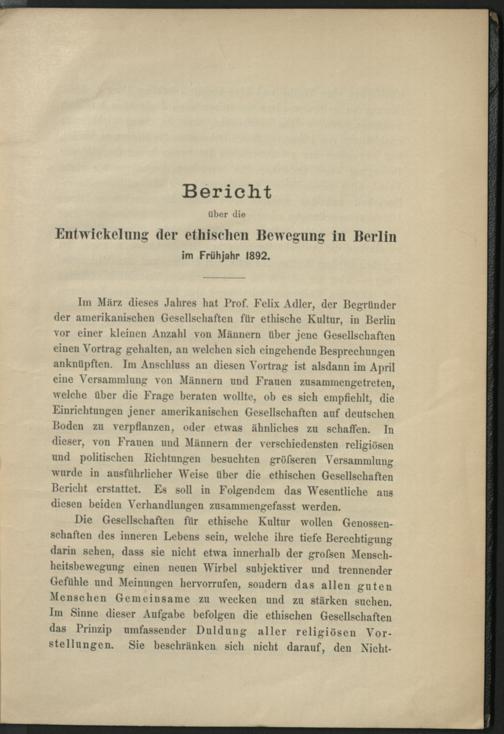 Bericht
über die
Entwickelung der ethischen Bewegung in Berlin
im Frühjahr 1892.
Im März dieses Jahres hat Prof. Felix Adler, der Begründer
der amerikanischen Gesellschaften für ethische Kultur, in Berlin
vor einer kleinen Anzahl von Männern über jene Gesellschaften
einen Vortrag gehalten, an welchen sich eingehende Besprechungen
anknüpften. Im Anschluss an diesen Vortrag ist alsdann im April
eine Versammlung von Männern und Frauen zusammengetreten,
welche über die Frage beraten wollte, ob es sich empfiehlt, die
Einrichtungen jener amerikanischen Gesellschaften auf deutschen
Boden zu verpflanzen, oder etwas ähnliches zu schaffen. In
dieser, von Frauen und Männern der verschiedensten religiösen
und politischen Richtungen besuchten größeren Versammlung
wurde in ausführlicher Weise über die ethischen Gesellschaften
Bericht erstattet. Es soll in Folgendem das Wesentliche aus
diesen beiden Verhandlungen zusammengefasst werden.
Die Gesellschaften für ethische Kultur wollen Genossen-
schaften des inneren Lebens sein, welche ihre tiefe Berechtigung
darin sehen, dass sie nicht etwa innerhalb der großen Mensch-
heitsbewegung einen neuen Wirbel subjektiver und trennender
Gefühle und Meinungen hervorrufen, sondern das allen guten
Menschen Gemeinsame zu wecken und zu stärken suchen.
Im Sinne dieser Aufgabe befolgen die ethischen Gesellschaften
das Prinzip umfassender Duldung aller religiösen Vor-
stellungen. Sie beschränken sich nicht darauf, den Nicht-